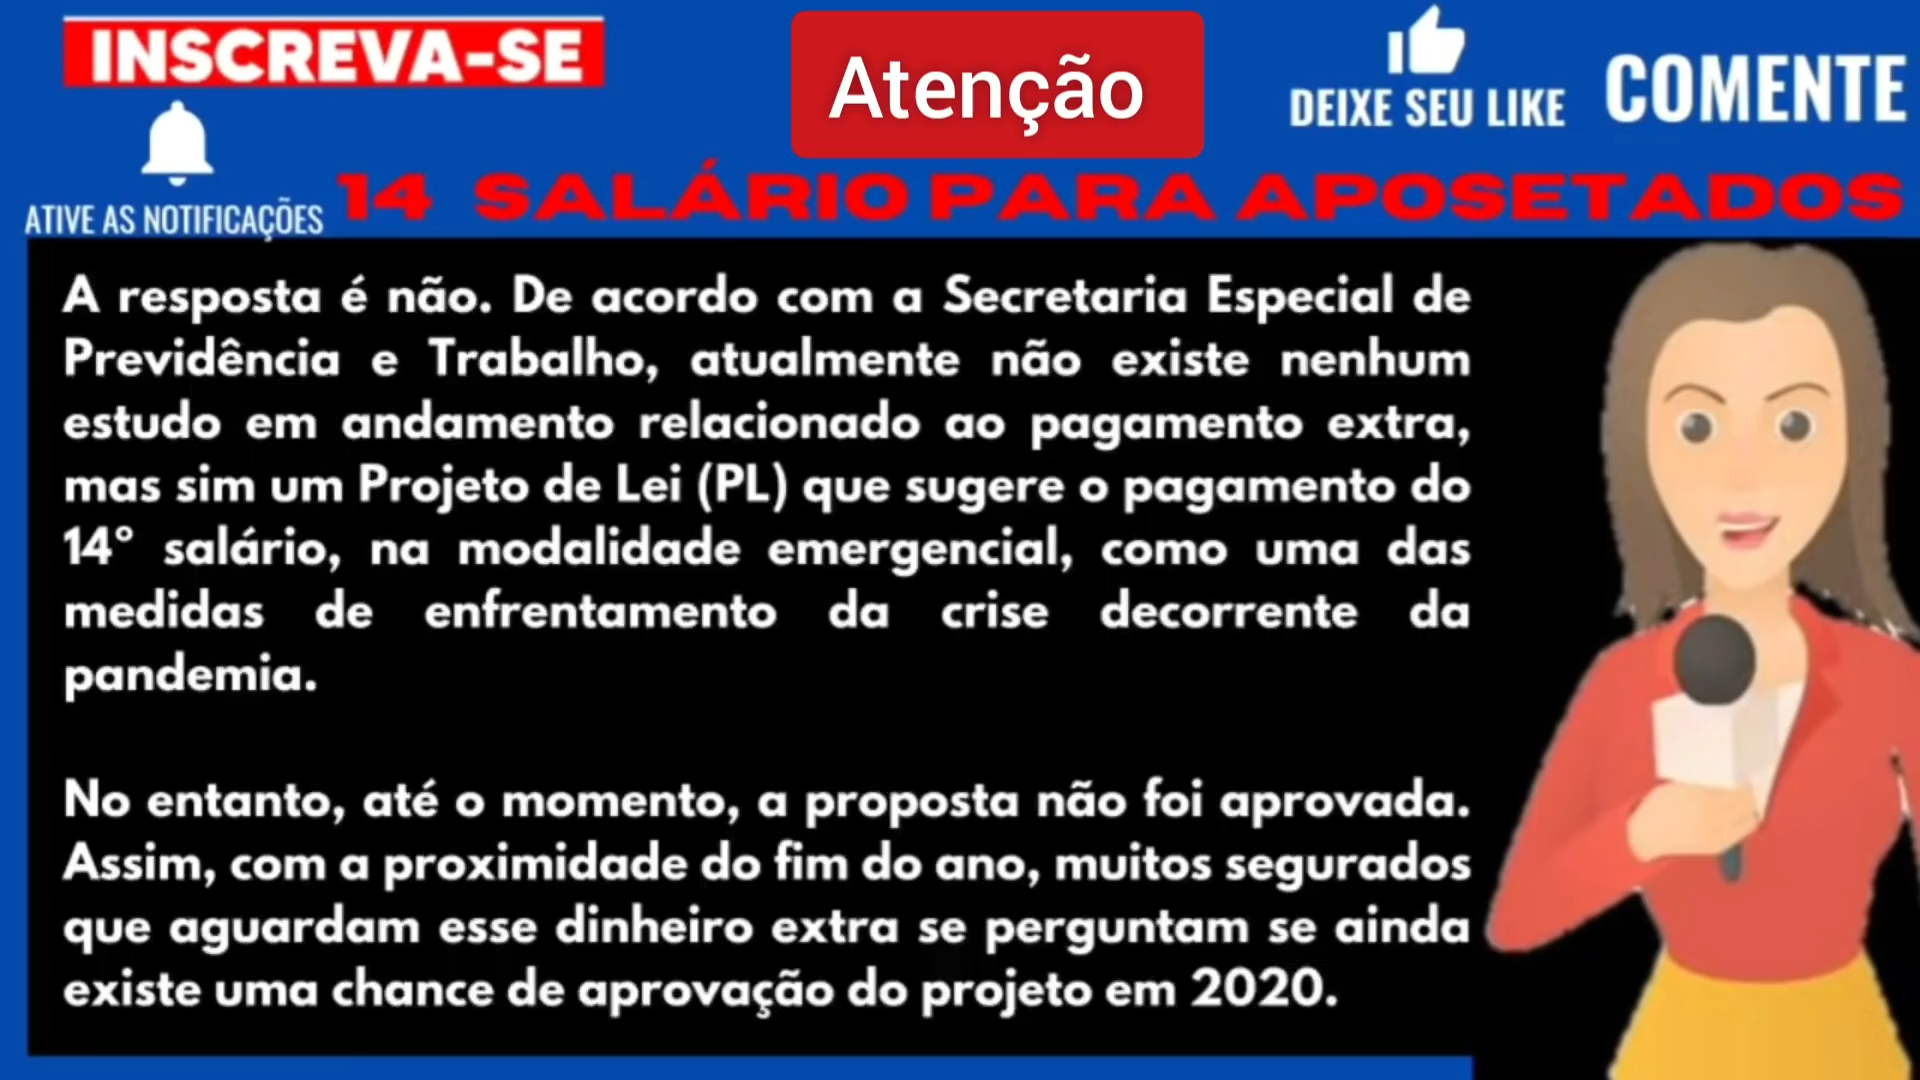 INSCREVA-SE
Atenção
DEIXE SEU LIKE
COMENTE
ATIVE AS NOTIFICAÇÕES
14 SALÁRIO PARA APOSETADOS
A resposta é não. De acordo com a Secretaria Especial de
Previdência e Trabalho, atualmente não existe nenhum
estudo em andamento relacionado ao pagamento extra,
mas sim um Projeto de Lei (PL) que sugere o pagamento do
14º salário, na modalidade emergencial, como uma das
medidas de enfrentamento da crise decorrente da
pandemia.
No entanto, até o momento, a proposta não foi aprovada.
Assim, com a proximidade do fim do ano, muitos segurados
que aguardam esse dinheiro extra se perguntam se ainda
existe uma chance de aprovação do projeto em 2020.